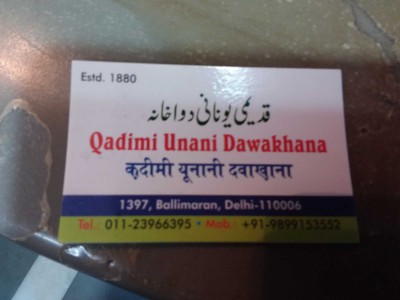 Estd. 1880
قدیمی یونانی دواخانہ
Qadimi Unani Dawakhana
क़दीमी यूनानी दवाख़ाना
1397, Ballimaran, Delhi-110006
Tel.: 011-23966395 • Mob.: +91-9899153552